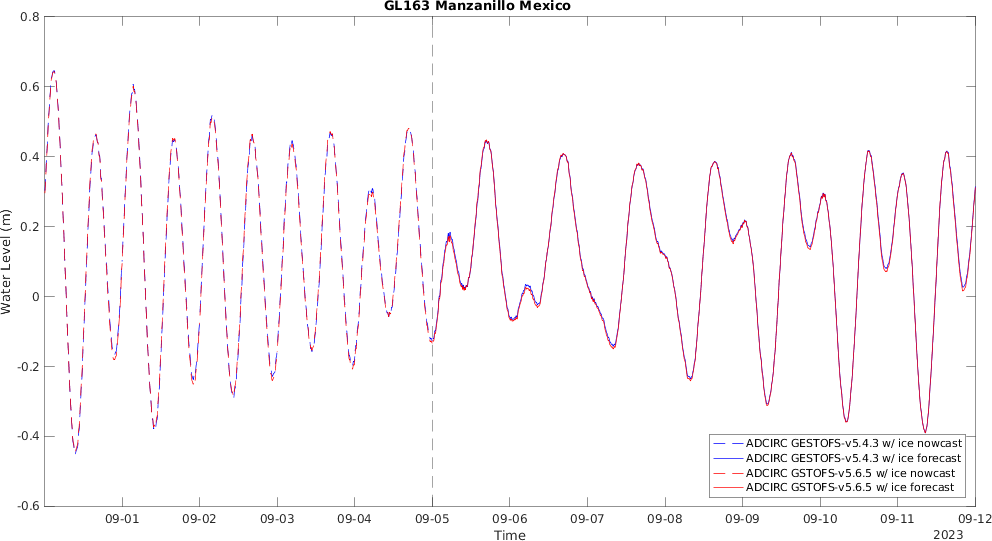 GL163 Manzanillo Mexico
0.8
0.6
0.4
0.2
0
-0.2
-0.4
-0.6
Water Level (m)
ADCIRC GESTOFS-v5.4.3 w/ ice nowcast
ADCIRC GESTOFS-v5.4.3 w/ ice forecast
ADCIRC GSTOFS-v5.6.5 w/ ice nowcast
ADCIRC GSTOFS-v5.6.5 w/ ice forecast
09-01 09-02 09-03 09-04 09-05 09-06 09-07 09-08 09-09 09-10 09-11 09-12
Time
2023